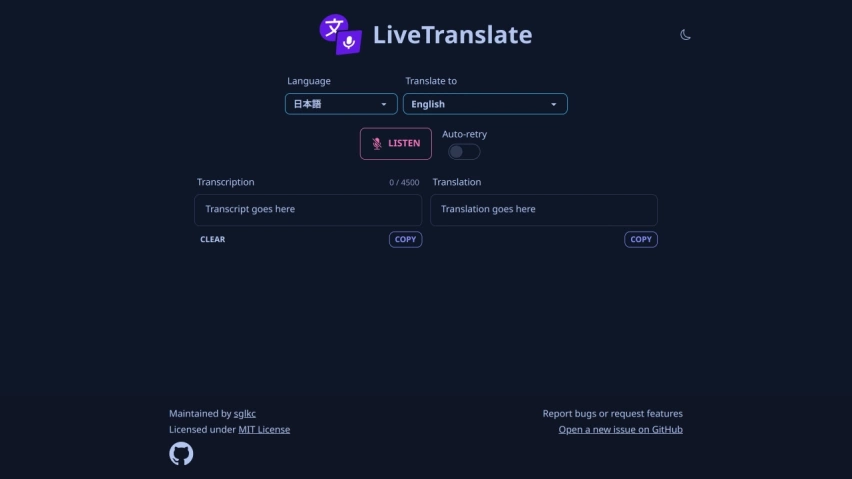 文
LiveTranslate
Language
Translate to
日本語
English
LISTEN
Auto-retry
Transcription
0 / 4500
Translation
Transcript goes here
Translation goes here
CLEAR
COPY
COPY
Maintained by sglkc
Licensed under MIT License
Report bugs or request features
Open a new issue on GitHub